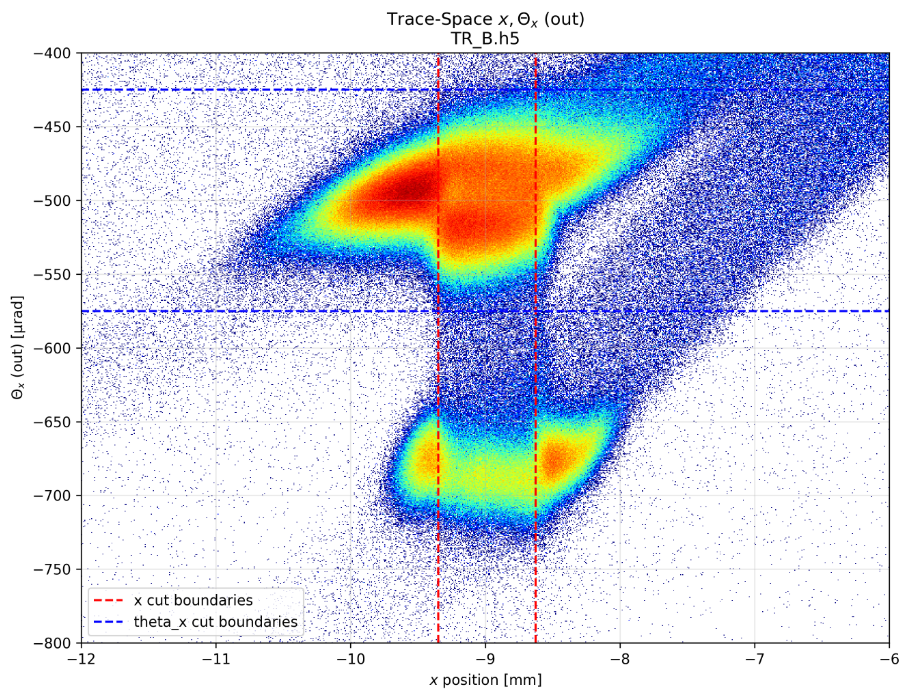 Trace-Space x, Θₓ (out)
TR_B.h5
−400
−450
−500
−550
−600
−650
−700
−750
−800
Θₓ (out) [μrad]
x cut boundaries
theta_x cut boundaries
−12
−11
−10
−9
−8
−7
−6
x position [mm]